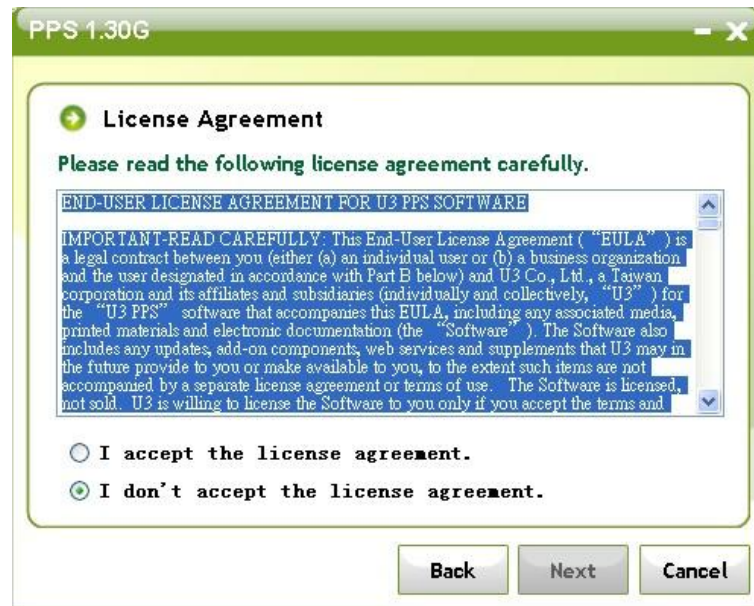 PPS 1.30G
License Agreement
Please read the following license agreement carefully.
END-USER LICENSE AGREEMENT FOR U3 PPS SOFTWARE
IMPORTANT-READ CAREFULLY: This End-User License Agreement ( “EULA” ) is
a legal contract between you (either (a) an individual user or (b) a business organization
and the user designated in accordance with Part B below) and U3 Co., Ltd., a Taiwan
corporation and its affiliates and subsidiaries (individually and collectively, “U3” ) for
the “U3 PPS” software that accompanies this EULA, including any associated media,
printed materials and electronic documentation (the “Software” ). The Software also
includes any updates, add-on components, web services and supplements that U3 may in
the future provide to you or make available to you, to the extent such items are not
accompanied by a separate license agreement or terms of use. The Software is licensed,
not sold. U3 is willing to license the Software to you only if you accept the terms and
I accept the license agreement.
I don't accept the license agreement.
Back Next Cancel